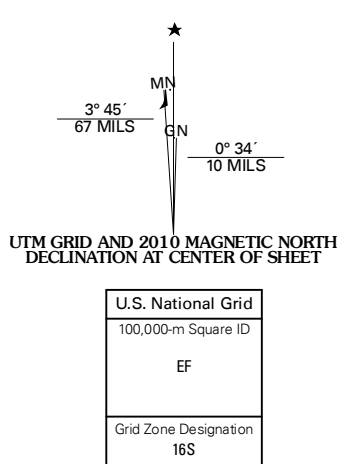 MN
3° 45´
67 MILS
GN
0° 34´
10 MILS
UTM GRID AND 2010 MAGNETIC NORTH
DECLINATION AT CENTER OF SHEET
U.S. National Grid
100,000-m Square ID
EF
Grid Zone Designation
16S